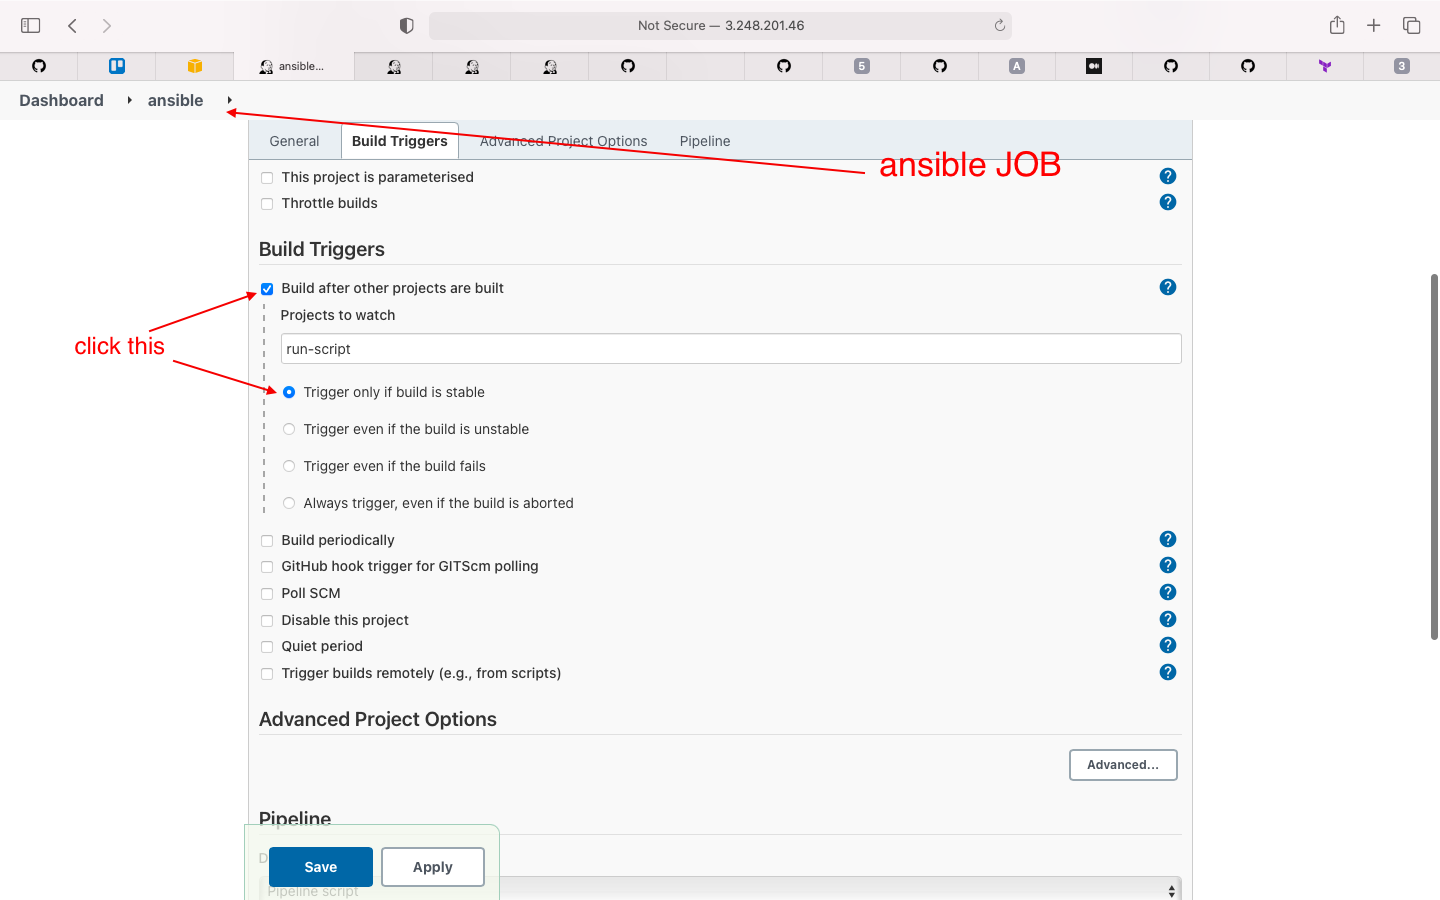 Not Secure — 3.248.201.46
ansible...
5
A
3
Dashboard ansible
General Build Triggers Advanced Project Options Pipeline
ansible JOB
This project is parameterised ?
Throttle builds ?
Build Triggers
Build after other projects are built ?
Projects to watch
click this
run-script
Trigger only if build is stable
Trigger even if the build is unstable
Trigger even if the build fails
Always trigger, even if the build is aborted
Build periodically ?
GitHub hook trigger for GITScm polling ?
Poll SCM ?
Disable this project ?
Quiet period ?
Trigger builds remotely (e.g., from scripts) ?
Advanced Project Options
Advanced...
Pipeline
D
Save Apply
Pipeline script